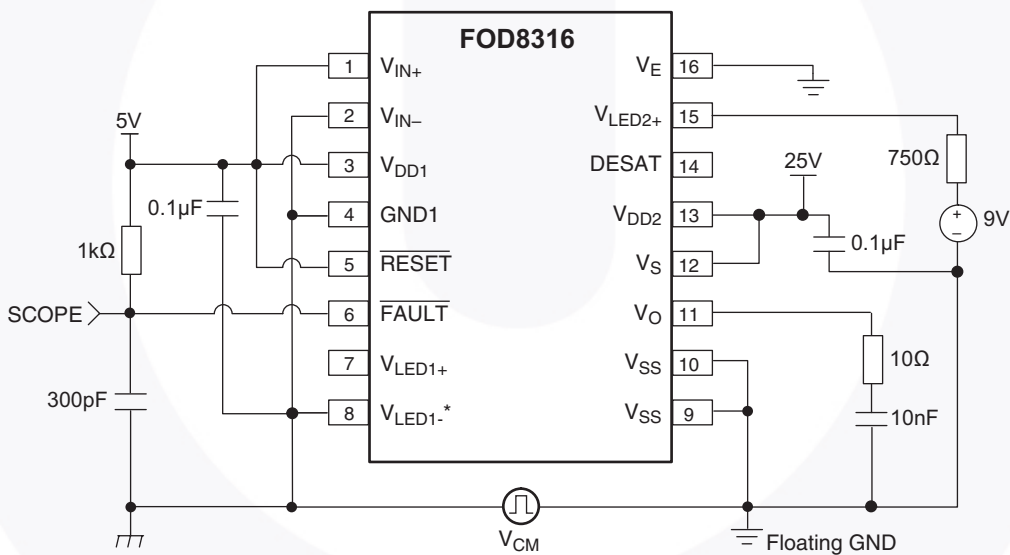 FOD8316
1 V_IN+
V_E 16
2 V_IN–
V_LED2+ 15
5V
3 V_DD1
DESAT 14
25V
750Ω
0.1µF
4 GND1
V_DD2 13
+
–
9V
1kΩ
5 RESET
V_S 12
0.1µF
SCOPE
6 FAULT
V_O 11
7 V_LED1+
V_SS 10
10Ω
300pF
8 V_LED1-*
V_SS 9
10nF
V_CM
Floating GND